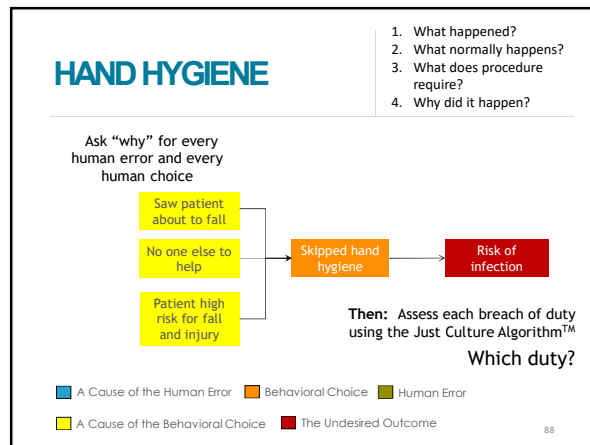 HAND HYGIENE
1. What happened?
2. What normally happens?
3. What does procedure
require?
4. Why did it happen?
Ask “why” for every
human error and every
human choice
Saw patient
about to fall
No one else to
help
Patient high
risk for fall
and injury
Skipped hand
hygiene
Risk of
infection
Then: Assess each breach of duty
using the Just Culture Algorithm™
Which duty?
A Cause of the Human Error
Behavioral Choice
Human Error
A Cause of the Behavioral Choice
The Undesired Outcome
88